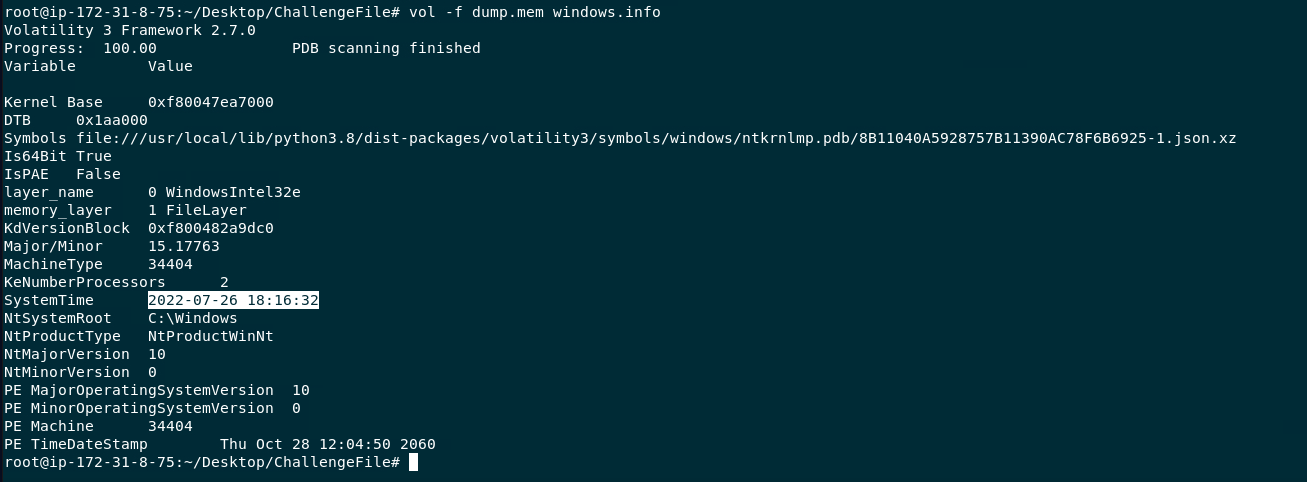 root@ip-172-31-8-75:~/Desktop/ChallengeFile# vol -f dump.mem windows.info
Volatility 3 Framework 2.7.0
Progress:  100.00               PDB scanning finished
Variable        Value

Kernel Base     0xf80047ea7000
DTB     0x1aa000
Symbols file:///usr/local/lib/python3.8/dist-packages/volatility3/symbols/windows/ntkrnlmp.pdb/8B11040A5928757B11390AC78F6B6925-1.json.xz
Is64Bit True
IsPAE   False
layer_name      0 WindowsIntel32e
memory_layer    1 FileLayer
KdVersionBlock  0xf800482a9dc0
Major/Minor     15.17763
MachineType     34404
KeNumberProcessors      2
SystemTime      2022-07-26 18:16:32
NtSystemRoot    C:\Windows
NtProductType   NtProductWinNt
NtMajorVersion  10
NtMinorVersion  0
PE MajorOperatingSystemVersion  10
PE MinorOperatingSystemVersion  0
PE Machine      34404
PE TimeDateStamp        Thu Oct 28 12:04:50 2060
root@ip-172-31-8-75:~/Desktop/ChallengeFile#